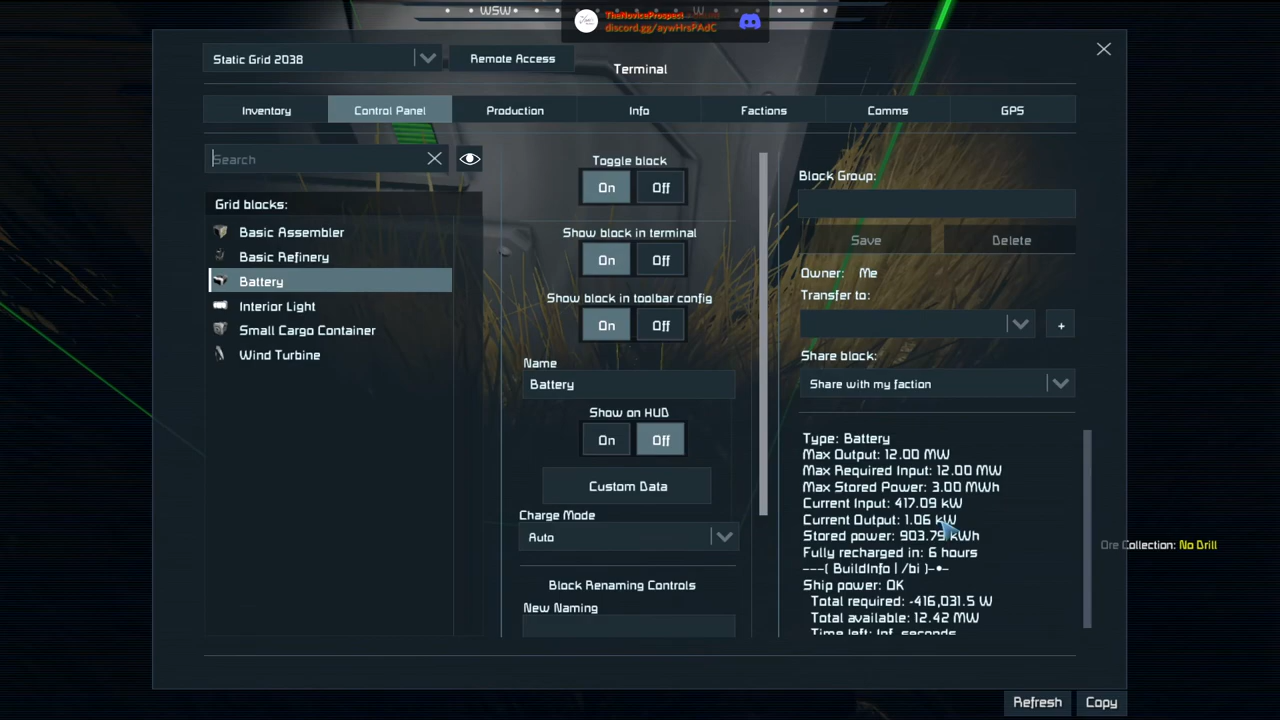 WSW
W
TheNoviceProspect
discord.gg/aywHrsPAdC
Static Grid 2038
Remote Access
Terminal
Inventory
Control Panel
Production
Info
Factions
Comms
GPS
Search
Grid blocks:
Basic Assembler
Basic Refinery
Battery
Interior Light
Small Cargo Container
Wind Turbine
Toggle block
On Off
Show block in terminal
On Off
Show block in toolbar config
On Off
Name
Battery
Show on HUD
On Off
Custom Data
Charge Mode
Auto
Block Renaming Controls
New Naming
Block Group:
Save Delete
Owner: Me
Transfer to:
+
Share block:
Share with my faction
Type: Battery
Max Output: 12.00 MW
Max Required Input: 12.00 MW
Max Stored Power: 3.00 MWh
Current Input: 417.09 kW
Current Output: 1.06 kW
Stored power: 903.79 kWh
Fully recharged in: 6 hours
---( BuildInfo | /bi )-•-
Ship power: OK
Total required: -416,031.5 W
Total available: 12.42 MW
Time left: Inf. seconds
Ore Collection: No Drill
Refresh Copy